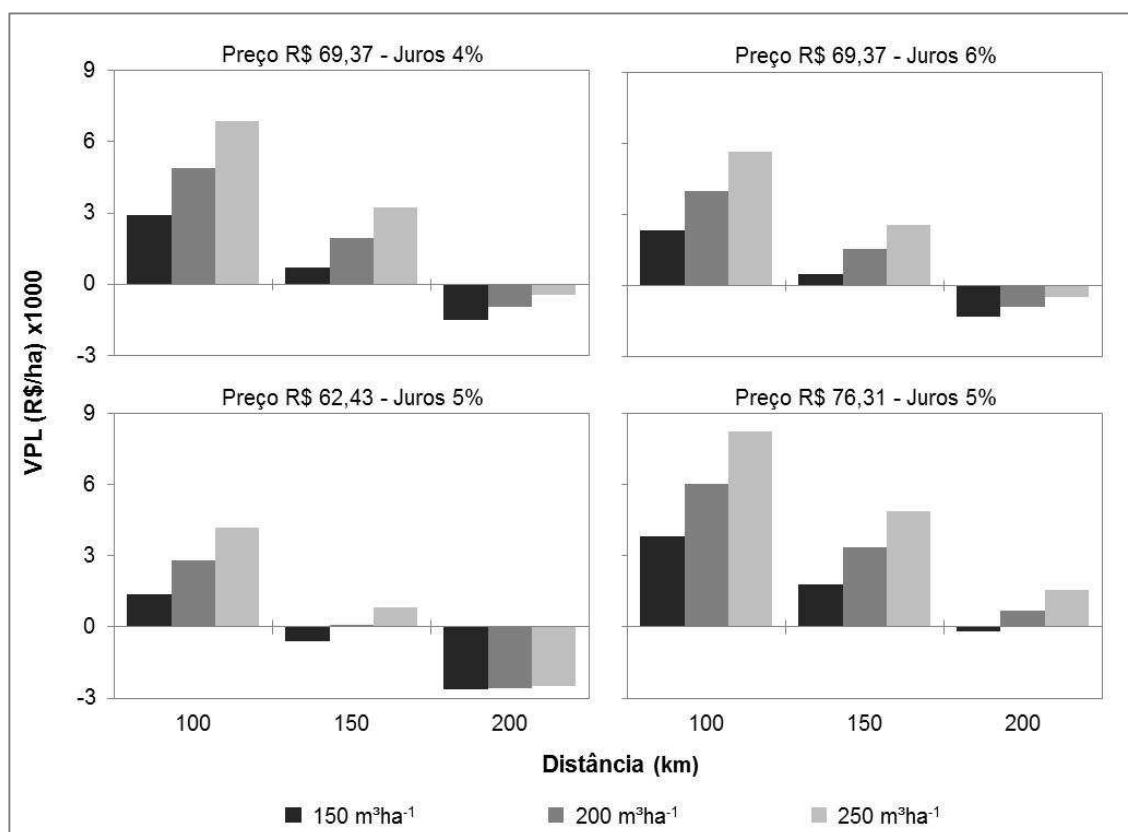 Preço R$ 69,37 - Juros 4%
Preço R$ 69,37 - Juros 6%
9
6
3
0
-3
Preço R$ 62,43 - Juros 5%
Preço R$ 76,31 - Juros 5%
9
6
3
0
-3
VPL (R$/ha) x1000
100 150 200 100 150 200
Distância (km)
150 m³ha⁻¹ 200 m³ha⁻¹ 250 m³ha⁻¹